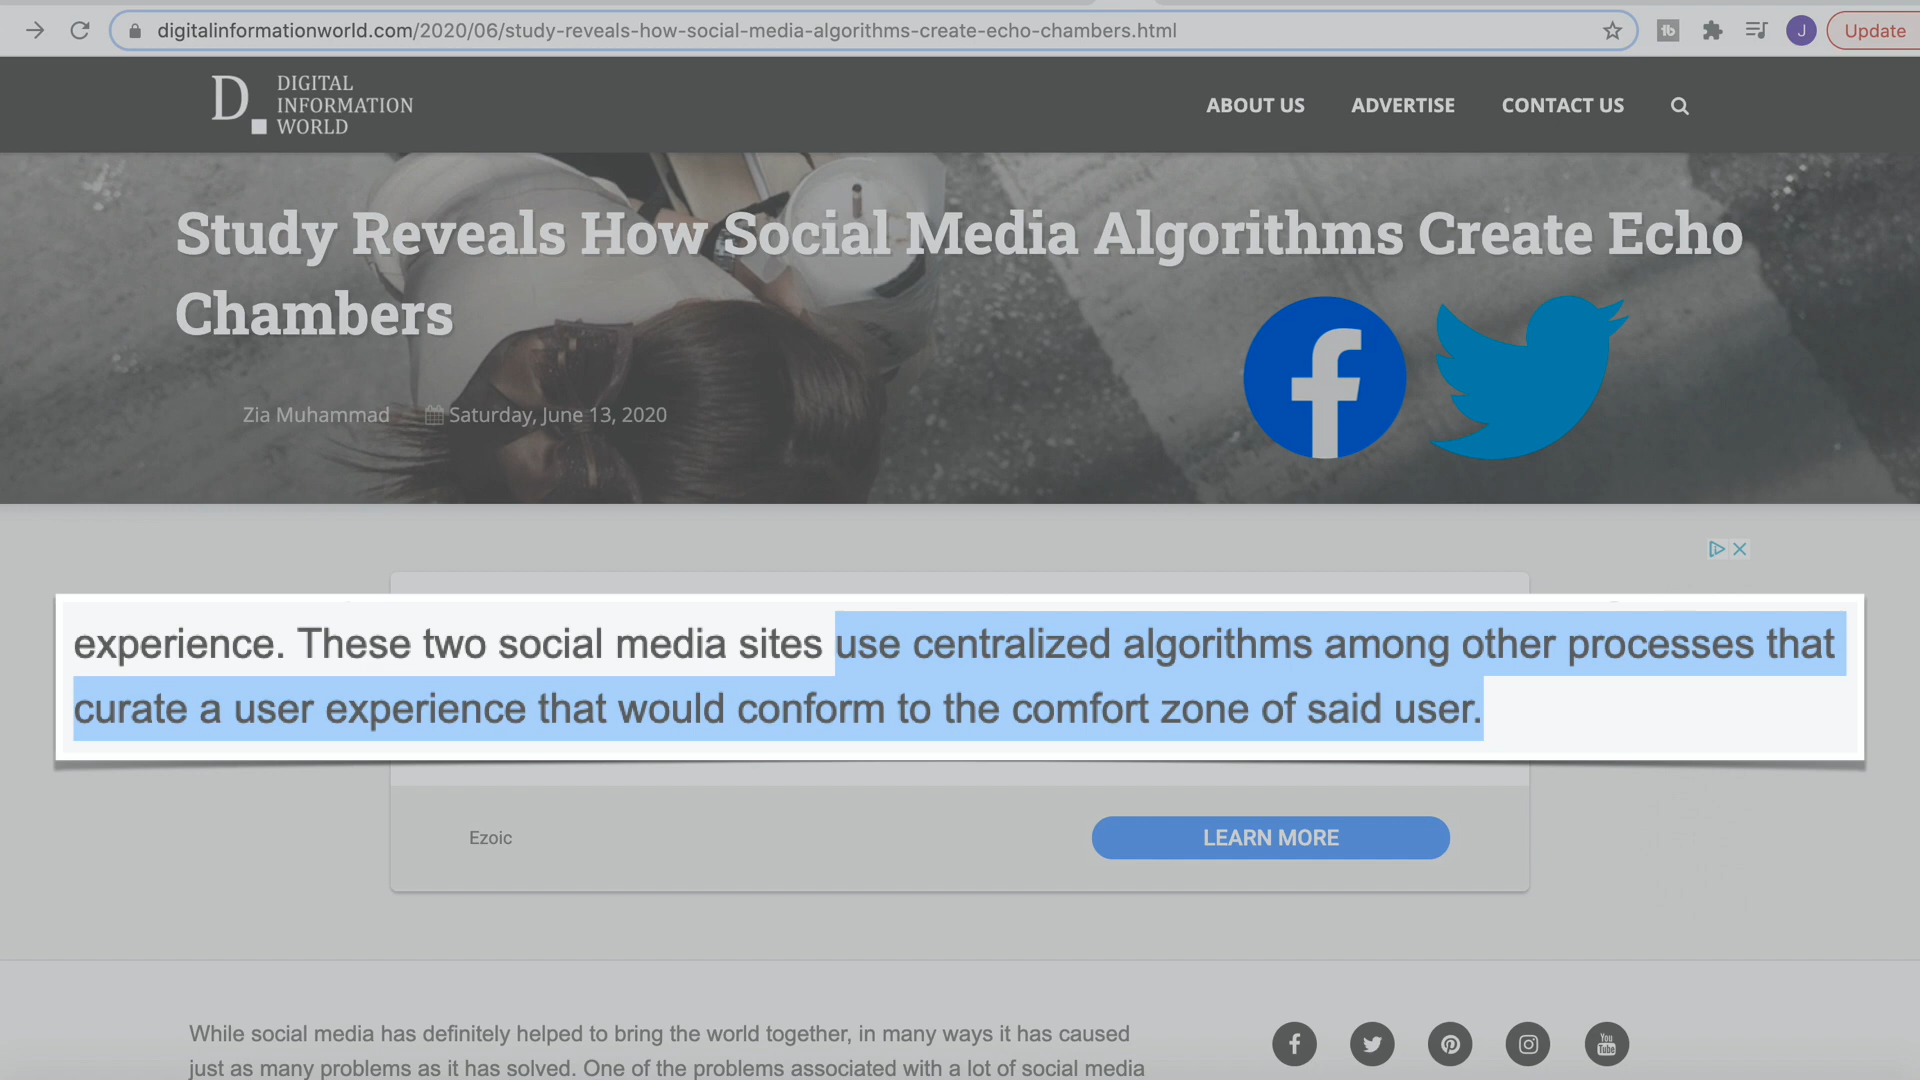 digitalinformationworld.com/2020/06/study-reveals-how-social-media-algorithms-create-echo-chambers.html
tb
J
Update
D.
DIGITAL
INFORMATION
WORLD
ABOUT US
ADVERTISE
CONTACT US
Study Reveals How Social Media Algorithms Create Echo
Chambers
Zia Muhammad
Saturday, June 13, 2020
experience. These two social media sites use centralized algorithms among other processes that
curate a user experience that would conform to the comfort zone of said user.
Ezoic
LEARN MORE
While social media has definitely helped to bring the world together, in many ways it has caused
just as many problems as it has solved. One of the problems associated with a lot of social media
You
Tube